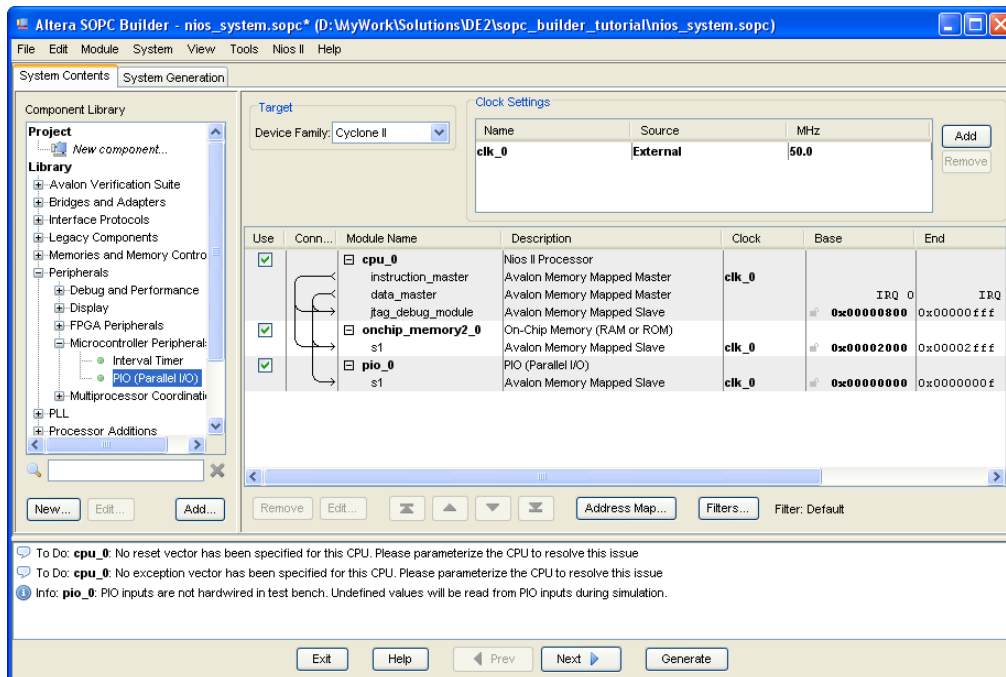 Altera SOPC Builder - nios_system.sopc* (D:\MyWork\Solutions\DE2\sopc_builder_tutorial\nios_system.sopc)
File Edit Module System View Tools Nios II Help
System Contents System Generation
Component Library
Project
New component...
Library
Avalon Verification Suite
Bridges and Adapters
Interface Protocols
Legacy Components
Memories and Memory Contro
Peripherals
Debug and Performance
Display
FPGA Peripherals
Microcontroller Peripheral:
Interval Timer
PIO (Parallel I/O)
Multiprocessor Coordinati
PLL
Processor Additions
New... Edit... Add...
Target
Device Family: Cyclone II
Clock Settings
Name Source MHz
clk_0 External 50.0
Add
Remove
Use Conn... Module Name Description Clock Base End
cpu_0 Nios II Processor
instruction_master Avalon Memory Mapped Master clk_0
data_master Avalon Memory Mapped Master IRQ 0 IRQ
jtag_debug_module Avalon Memory Mapped Slave 0x00000800 0x00000fff
onchip_memory2_0 On-Chip Memory (RAM or ROM)
s1 Avalon Memory Mapped Slave clk_0 0x00002000 0x00002fff
pio_0 PIO (Parallel I/O)
s1 Avalon Memory Mapped Slave clk_0 0x00000000 0x0000000f
Remove Edit... Address Map... Filters... Filter: Default
To Do: cpu_0: No reset vector has been specified for this CPU. Please parameterize the CPU to resolve this issue
To Do: cpu_0: No exception vector has been specified for this CPU. Please parameterize the CPU to resolve this issue
Info: pio_0: PIO inputs are not hardwired in test bench. Undefined values will be read from PIO inputs during simulation.
Exit Help Prev Next Generate